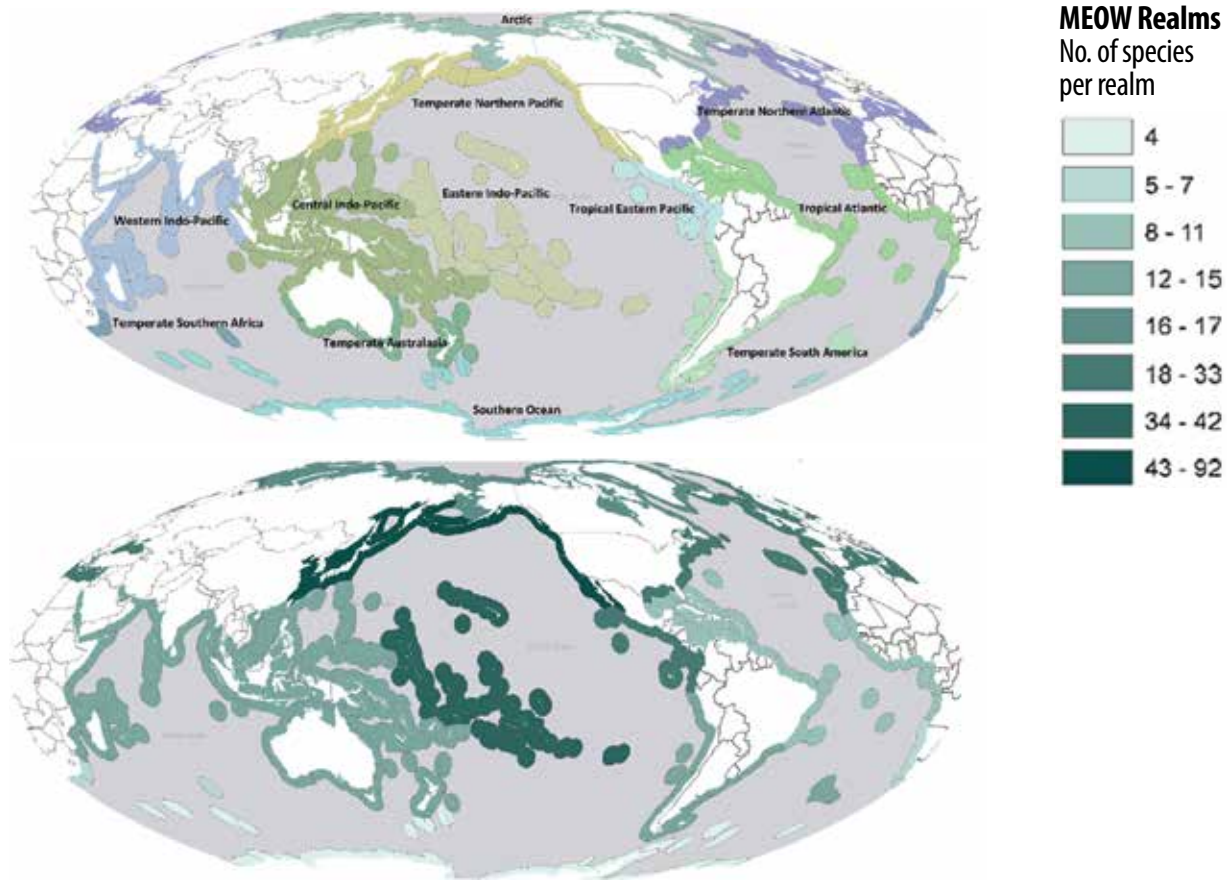 Arctic
Temperate Northern Pacific
Temperate Northern Atlantic
Eastern Indo-Pacific
Central Indo-Pacific
Tropical Eastern Pacific
Tropical Atlantic
Western Indo-Pacific
Temperate Southern Africa
Temperate Australasia
Temperate South America
Southern Ocean
MEOW Realms
No. of species
per realm
4
5 - 7
8 - 11
12 - 15
16 - 17
18 - 33
34 - 42
43 - 92